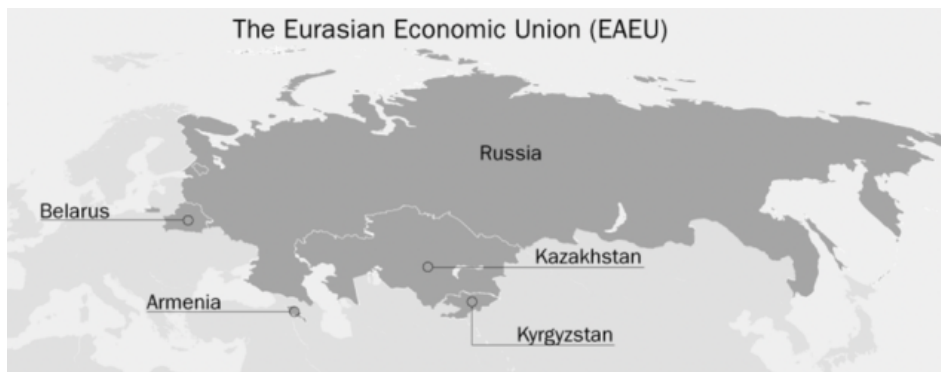 The Eurasian Economic Union (EAEU)
Russia
Belarus
Kazakhstan
Armenia
Kyrgyzstan